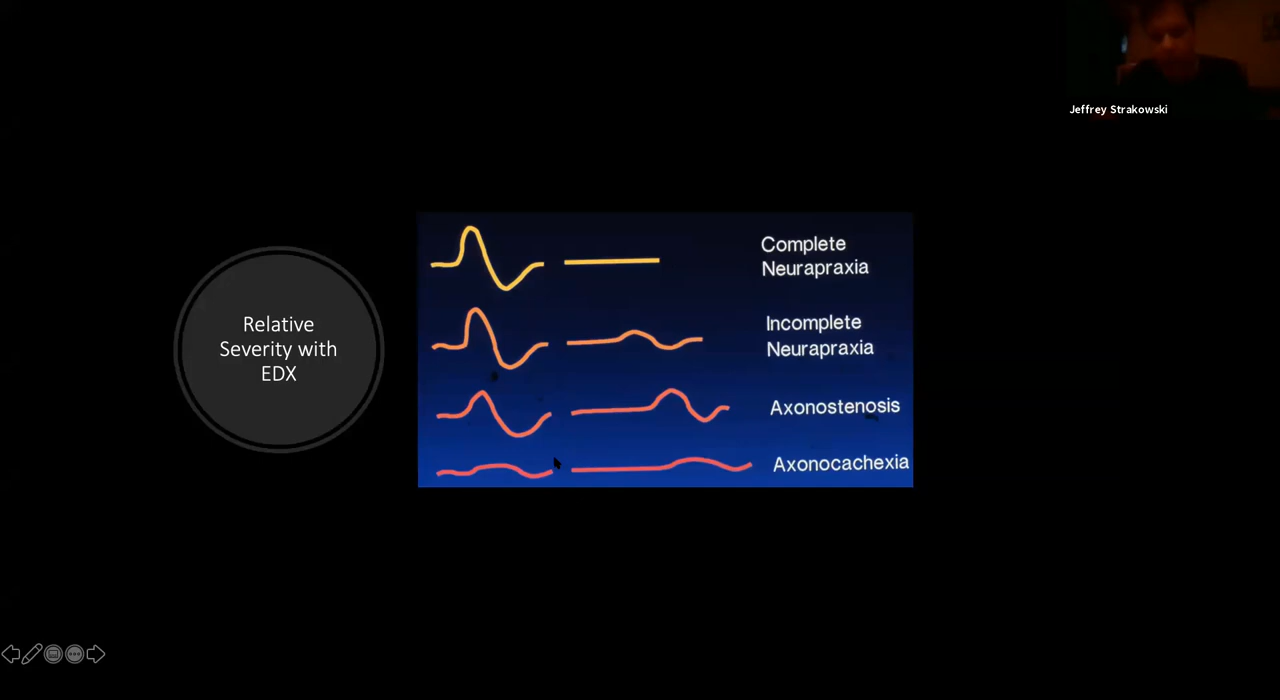 Jeffrey Strakowski
Relative
Severity with
EDX
Complete
Neurapraxia
Incomplete
Neurapraxia
Axonostenosis
Axonocachexia